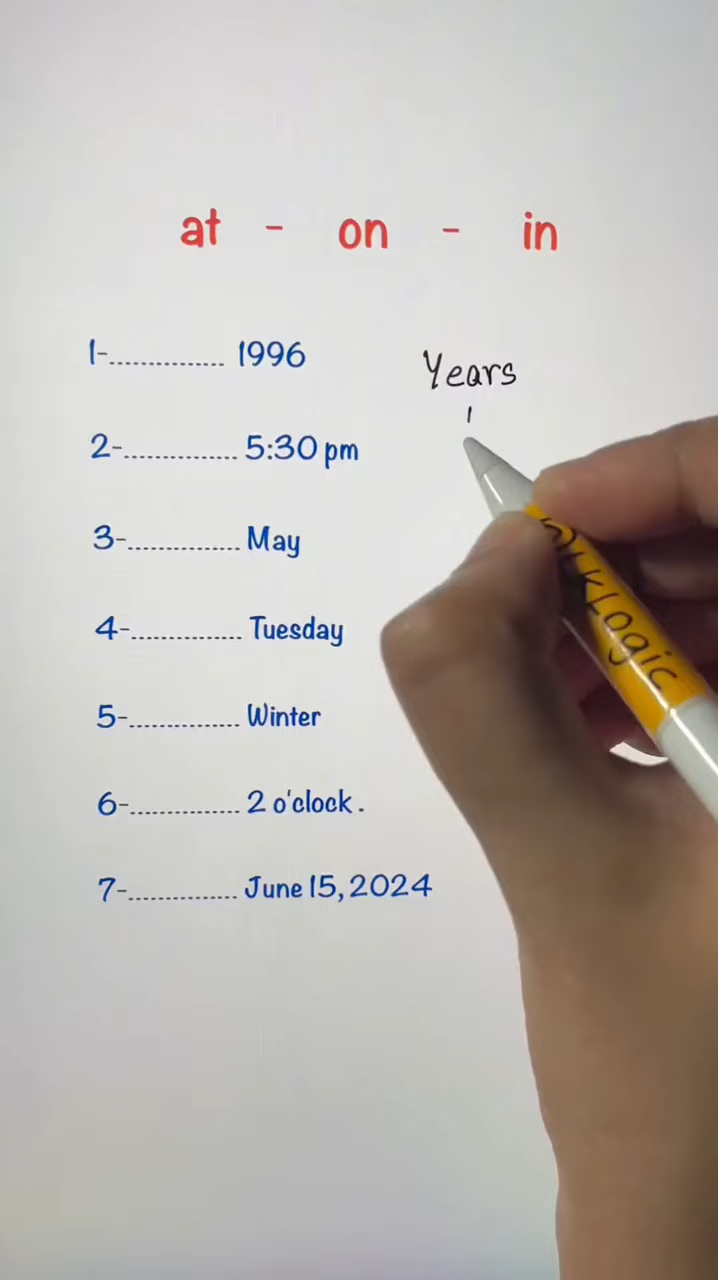 at - on - in
1-.............. 1996
Years
2-.............. 5:30 pm
3-.............. May
4-.............. Tuesday
5-.............. Winter
6-.............. 2 o'clock.
7-.............. June 15, 2024